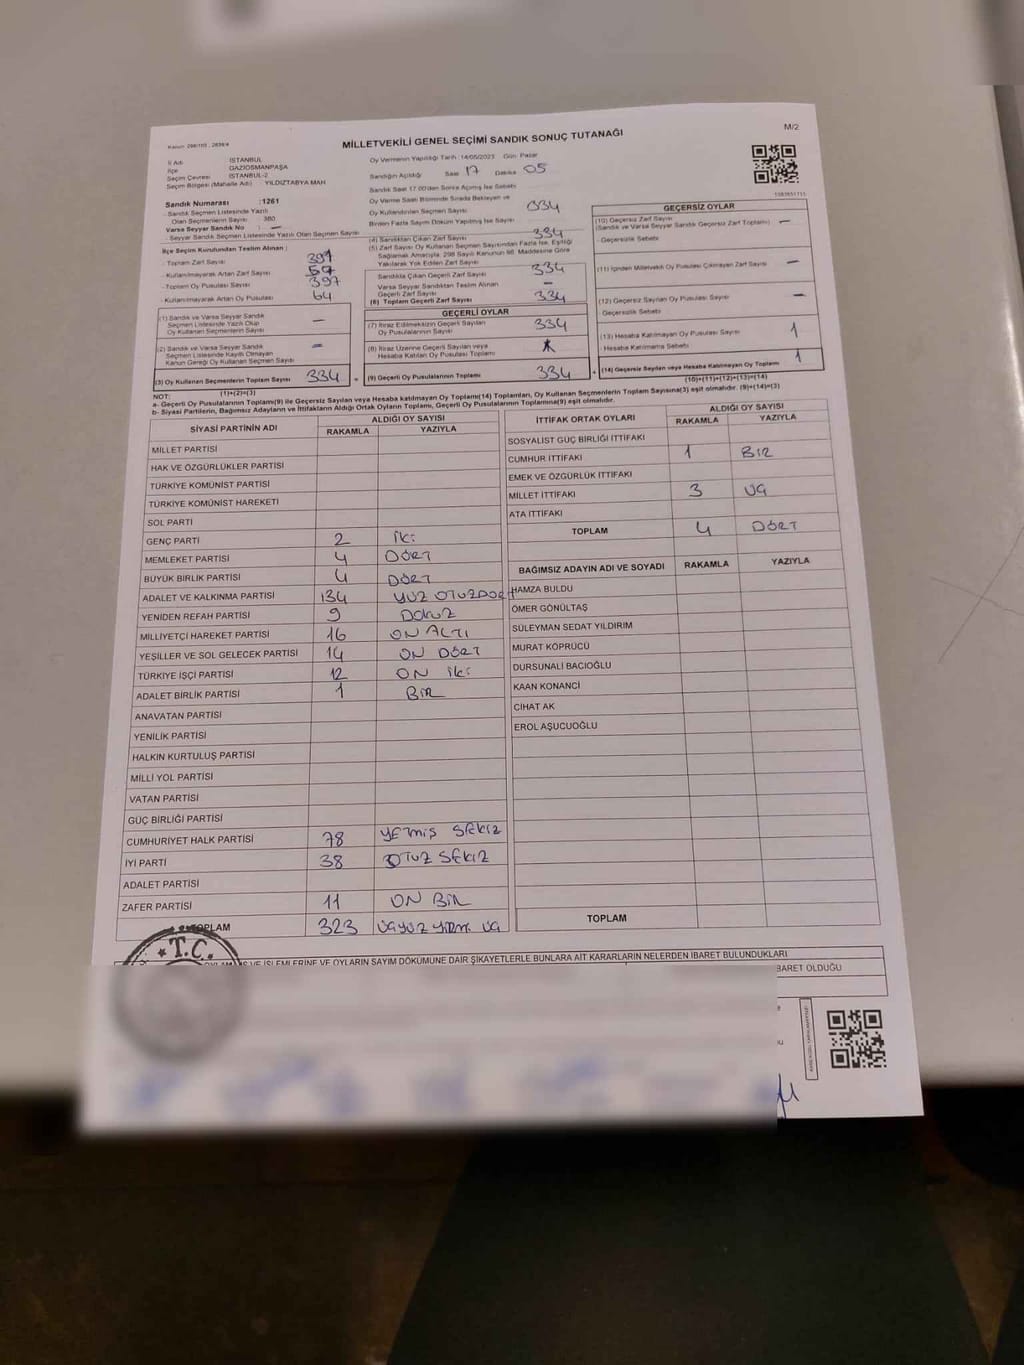 Kanun: 298/105 , 2839/4
MİLLETVEKİLİ GENEL SEÇİMİ SANDIK SONUÇ TUTANAĞI
M/2
İl Adı : İSTANBUL
İlçe : GAZİOSMANPAŞA
Seçim Çevresi : İSTANBUL-2
Seçim Bölgesi (Mahalle Adı) : YILDIZTABYA MAH
Sandık Numarası :1261
- Sandık Seçmen Listesinde Yazılı
Olan Seçmenlerin Sayısı : 380
Varsa Seyyar Sandık No : —
- Seyyar Sandık Seçmen Listesinde Yazılı Olan Seçmen Sayısı
İlçe Seçim Kurulundan Teslim Alınan :
- Toplam Zarf Sayısı
- Kullanılmayarak Artan Zarf Sayısı
- Toplam Oy Pusulası Sayısı 397
- Kullanılmayarak Artan Oy Pusulası 64
(1) Sandık ve Varsa Seyyar Sandık
Seçmen Listesinde Yazılı Olup
Oy Kullanan Seçmenlerin Sayısı —
(2) Sandık ve Varsa Seyyar Sandık
Seçmen Listesinde Kayıtlı Olmayan
Kanun Gereği Oy Kullanan Seçmen Sayısı —
(3) Oy Kullanan Seçmenlerin Toplam Sayısı 334
(1)+(2)=(3)
Oy Vermenin Yapıldığı Tarih : 14/05/2023 Gün: Pazar
Sandığın Açıldığı Saat 17 Dakika 05
Sandık Saat 17:00'den Sonra Açılmış İse Sebebi
Oy Verme Saati Bitiminde Sırada Bekleyen ve
Oy Kullandırılan Seçmen Sayısı 334
Birden Fazla Sayım Döküm Yapılmış İse Sayısı
(4) Sandıktan Çıkan Zarf Sayısı 334
(5) Zarf Sayısı Oy Kullanan Seçmen Sayısından Fazla İse, Eşitliği
Sağlamak Amacıyla; 298 Sayılı Kanunun 98. Maddesine Göre
Yakılarak Yok Edilen Zarf Sayısı
Sandıkta Çıkan Geçerli Zarf Sayısı 334
Varsa Seyyar Sandıktan Teslim Alınan
Geçerli Zarf Sayısı —
(6) Toplam Geçerli Zarf Sayısı 334
GEÇERLİ OYLAR
(7) İtiraz Edilmeksizin Geçerli Sayılan
Oy Pusulalarının Sayısı 334
(8) İtiraz Üzerine Geçerli Sayılan veya
Hesaba Katılan Oy Pusulası Toplamı
(9) Geçerli Oy Pusulalarının Toplamı 334
GEÇERSİZ OYLAR
(10) Geçersiz Zarf Sayısı
(Sandık ve Varsa Seyyar Sandık Geçersiz Zarf Toplamı) —
- Geçersizlik Sebebi
(11) İçinden Milletvekili Oy Pusulası Çıkmayan Zarf Sayısı —
(12) Geçersiz Sayılan Oy Pusulası Sayısı —
- Geçersizlik Sebebi
(13) Hesaba Katılmayan Oy Pusulası Sayısı 1
- Hesaba Katılmama Sebebi
(14) Geçersiz Sayılan veya Hesaba Katılmayan Oy Toplamı 1
(10)+(11)+(12)+(13)=(14)
NOT:
a- Geçerli Oy Pusulalarının Toplamı(9) ile Geçersiz Sayılan veya Hesaba katılmayan Oy Toplamı(14) Toplamları, Oy Kullanan Seçmenlerin Toplam Sayısına(3) eşit olmalıdır. (9)+(14)=(3)
b- Siyasi Partilerin, Bağımsız Adayların ve İttifakların Aldığı Ortak Oyların Toplamı, Geçerli Oy Pusulalarının Toplamına(9) eşit olmalıdır.
SİYASİ PARTİNİN ADI ALDIĞI OY SAYISI
RAKAMLA YAZIYLA
MİLLET PARTİSİ
HAK VE ÖZGÜRLÜKLER PARTİSİ
TÜRKİYE KOMÜNİST PARTİSİ
TÜRKİYE KOMÜNİST HAREKETİ
SOL PARTİ
GENÇ PARTİ 2 İKİ
MEMLEKET PARTİSİ 4 DÖRT
BÜYÜK BİRLİK PARTİSİ 4 DÖRT
ADALET VE KALKINMA PARTİSİ 134 YÜZ OTUZDÖRT
YENİDEN REFAH PARTİSİ 9 DOKUZ
MİLLİYETÇİ HAREKET PARTİSİ 16 ON ALTI
YEŞİLLER VE SOL GELECEK PARTİSİ 14 ON DÖRT
TÜRKİYE İŞÇİ PARTİSİ 12 ON İKİ
ADALET BİRLİK PARTİSİ 1 BİR
ANAVATAN PARTİSİ
YENİLİK PARTİSİ
HALKIN KURTULUŞ PARTİSİ
MİLLİ YOL PARTİSİ
VATAN PARTİSİ
GÜÇ BİRLİĞİ PARTİSİ
CUMHURİYET HALK PARTİSİ 78 YETMİŞ SEKİZ
İYİ PARTİ 38 OTUZ SEKİZ
ADALET PARTİSİ
ZAFER PARTİSİ 11 ON BİR
TOPLAM 323 ÜÇYÜZ YİRMİ ÜÇ
İTTİFAK ORTAK OYLARI ALDIĞI OY SAYISI
RAKAMLA YAZIYLA
SOSYALİST GÜÇ BİRLİĞİ İTTİFAKI
CUMHUR İTTİFAKI 1 BİR
EMEK VE ÖZGÜRLÜK İTTİFAKI
MİLLET İTTİFAKI 3 ÜÇ
ATA İTTİFAKI
TOPLAM 4 DÖRT
BAĞIMSIZ ADAYIN ADI VE SOYADI RAKAMLA YAZIYLA
HAMZA BULDU
ÖMER GÖNÜLTAŞ
SÜLEYMAN SEDAT YILDIRIM
MURAT KÖPRÜCÜ
DURSUNALİ BACIOĞLU
KAAN KONANCİ
CİHAT AK
EROL AŞUCUOĞLU
TOPLAM
T.C.
VE İŞLEMLERİNE VE OYLARIN SAYIM DÖKÜMÜNE DAİR ŞİKAYETLERLE BUNLARA AİT KARARLARIN NELERDEN İBARET BULUNDUKLARI
BARET OLDUĞU